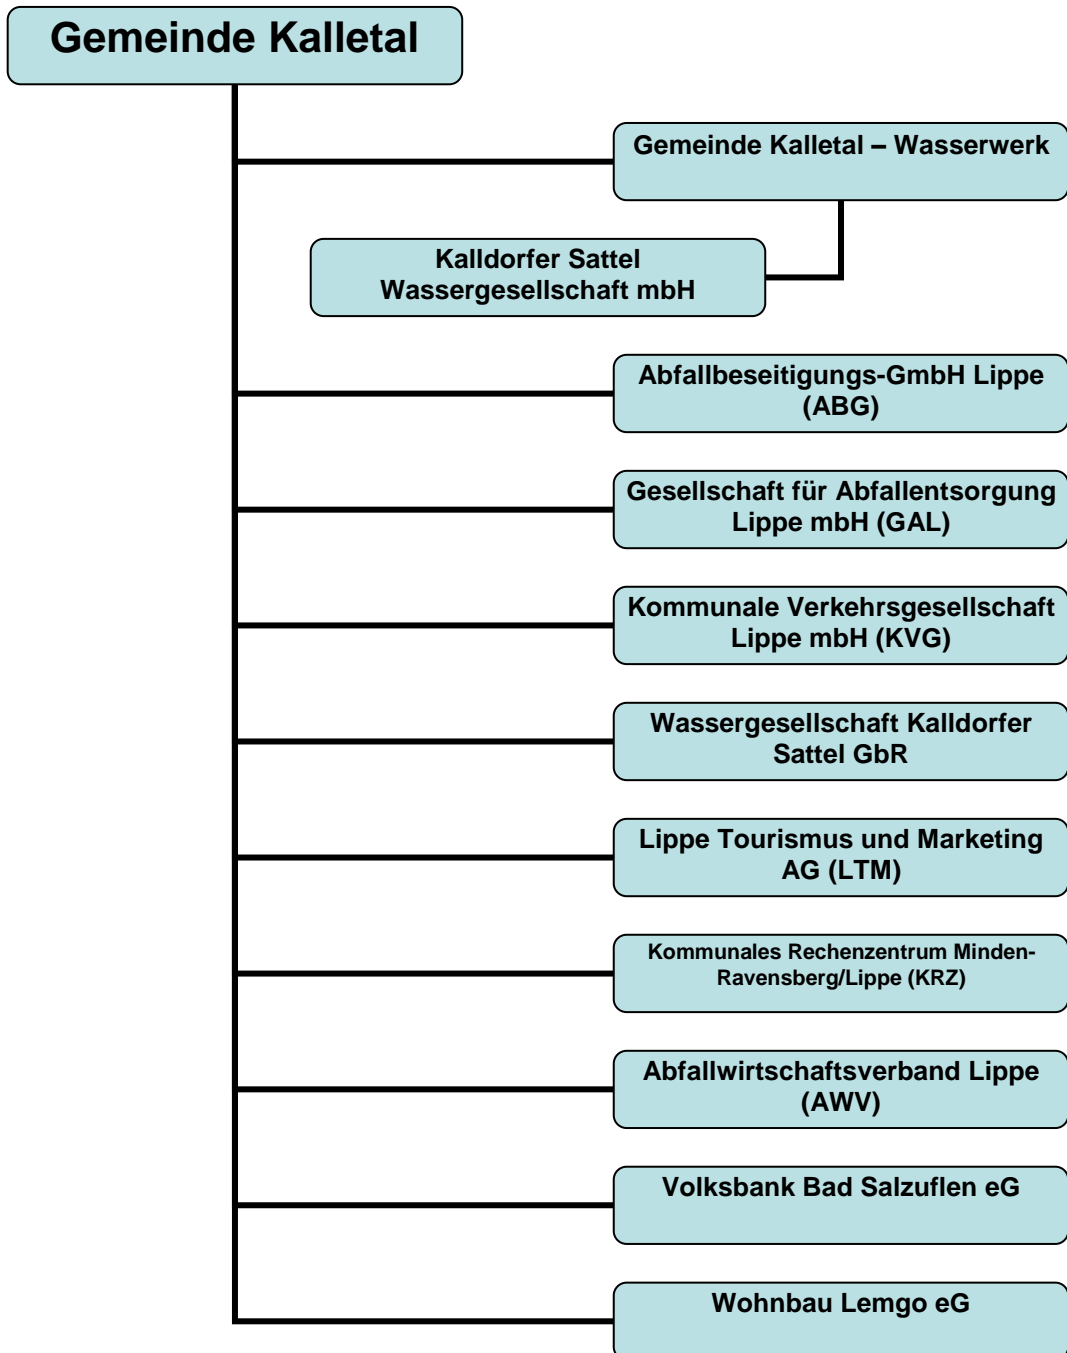 Gemeinde Kalletal
Gemeinde Kalletal – Wasserwerk
Kalldorfer Sattel
Wassergesellschaft mbH
Abfallbeseitigungs-GmbH Lippe
(ABG)
Gesellschaft für Abfallentsorgung
Lippe mbH (GAL)
Kommunale Verkehrsgesellschaft
Lippe mbH (KVG)
Wassergesellschaft Kalldorfer
Sattel GbR
Lippe Tourismus und Marketing
AG (LTM)
Kommunales Rechenzentrum Minden-
Ravensberg/Lippe (KRZ)
Abfallwirtschaftsverband Lippe
(AWV)
Volksbank Bad Salzuflen eG
Wohnbau Lemgo eG